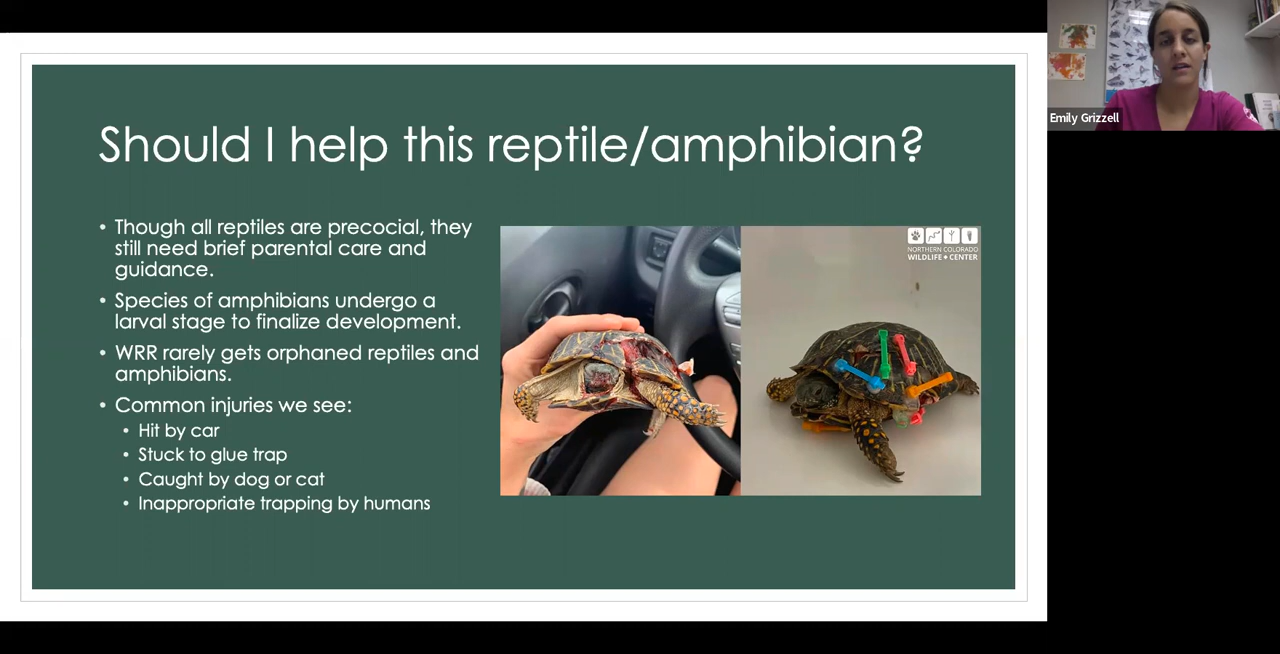 Should I help this reptile/amphibian?
• Though all reptiles are precocial, they
still need brief parental care and
guidance.
• Species of amphibians undergo a
larval stage to finalize development.
• WRR rarely gets orphaned reptiles and
amphibians.
• Common injuries we see:
• Hit by car
• Stuck to glue trap
• Caught by dog or cat
• Inappropriate trapping by humans
NORTHERN COLORADO
WILDLIFE • CENTER
Emily Grizzell